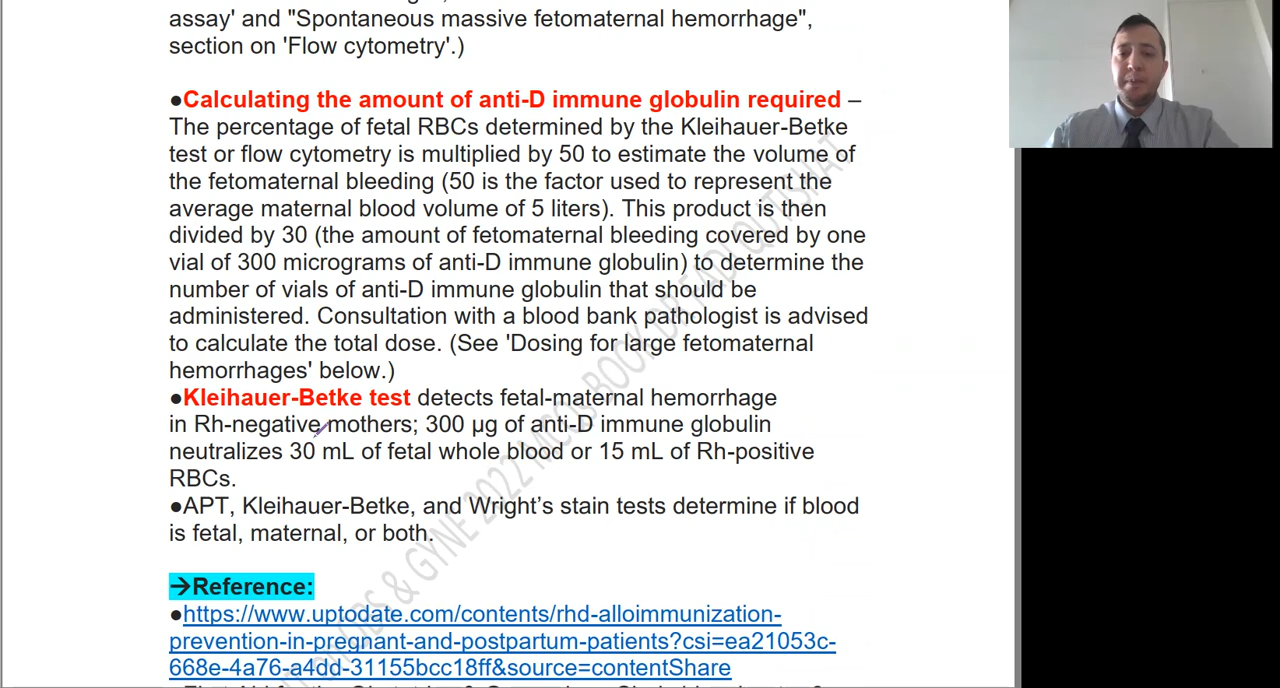 assay' and "Spontaneous massive fetomaternal hemorrhage",
section on 'Flow cytometry'.)
●Calculating the amount of anti-D immune globulin required –
The percentage of fetal RBCs determined by the Kleihauer-Betke
test or flow cytometry is multiplied by 50 to estimate the volume of
the fetomaternal bleeding (50 is the factor used to represent the
average maternal blood volume of 5 liters). This product is then
divided by 30 (the amount of fetomaternal bleeding covered by one
vial of 300 micrograms of anti-D immune globulin) to determine the
number of vials of anti-D immune globulin that should be
administered. Consultation with a blood bank pathologist is advised
to calculate the total dose. (See 'Dosing for large fetomaternal
hemorrhages' below.)
●Kleihauer-Betke test detects fetal-maternal hemorrhage
in Rh-negative mothers; 300 μg of anti-D immune globulin
neutralizes 30 mL of fetal whole blood or 15 mL of Rh-positive
RBCs.
●APT, Kleihauer-Betke, and Wright’s stain tests determine if blood
is fetal, maternal, or both.
→Reference:
●https://www.uptodate.com/contents/rhd-alloimmunization-
prevention-in-pregnant-and-postpartum-patients?csi=ea21053c-
668e-4a76-a4dd-31155bcc18ff&source=contentShare
OBS & GYNE 2022 MCQS BOOK DR FADI QUTISHAT